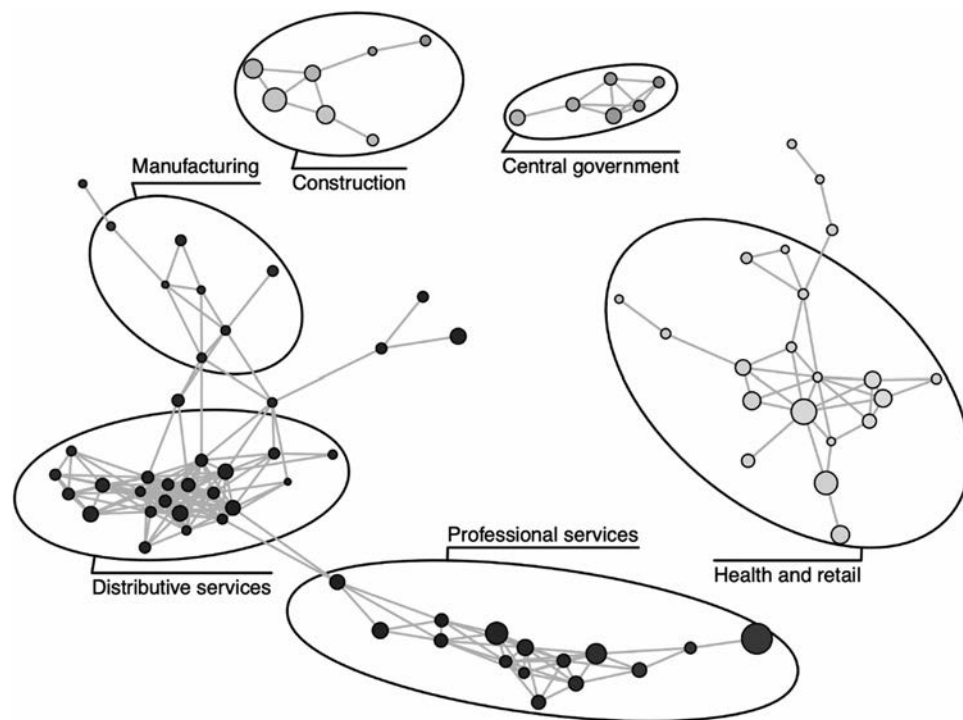 Manufacturing
Construction
Central government
Professional services
Distributive services
Health and retail